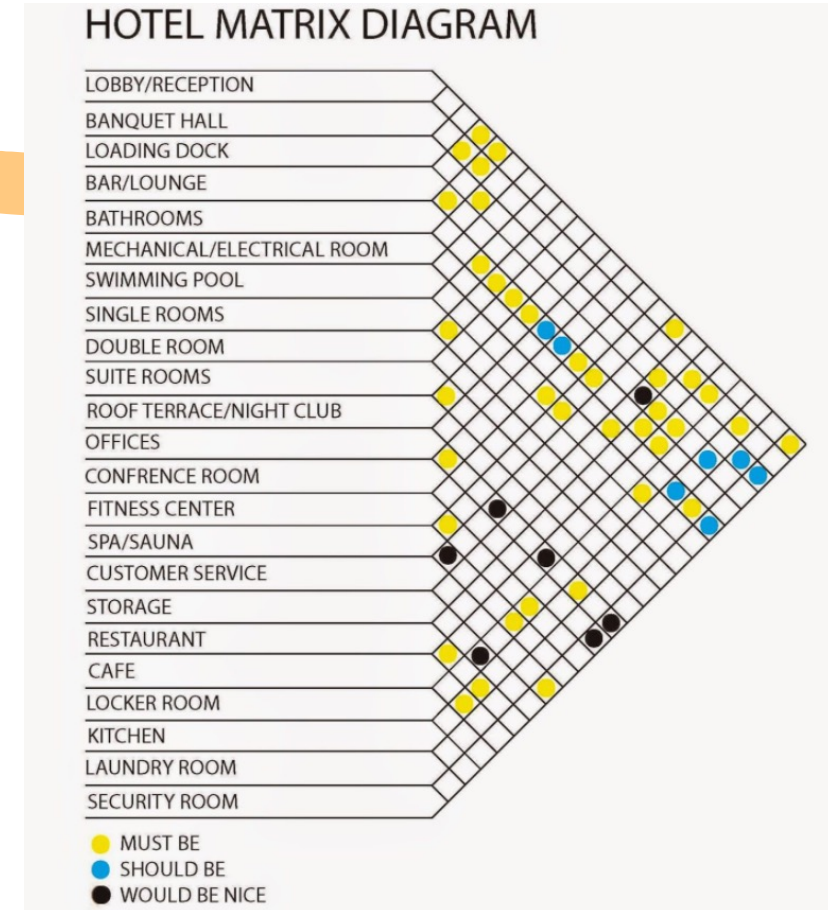 HOTEL MATRIX DIAGRAM
LOBBY/RECEPTION
BANQUET HALL
LOADING DOCK
BAR/LOUNGE
BATHROOMS
MECHANICAL/ELECTRICAL ROOM
SWIMMING POOL
SINGLE ROOMS
DOUBLE ROOM
SUITE ROOMS
ROOF TERRACE/NIGHT CLUB
OFFICES
CONFRENCE ROOM
FITNESS CENTER
SPA/SAUNA
CUSTOMER SERVICE
STORAGE
RESTAURANT
CAFE
LOCKER ROOM
KITCHEN
LAUNDRY ROOM
SECURITY ROOM
MUST BE
SHOULD BE
WOULD BE NICE